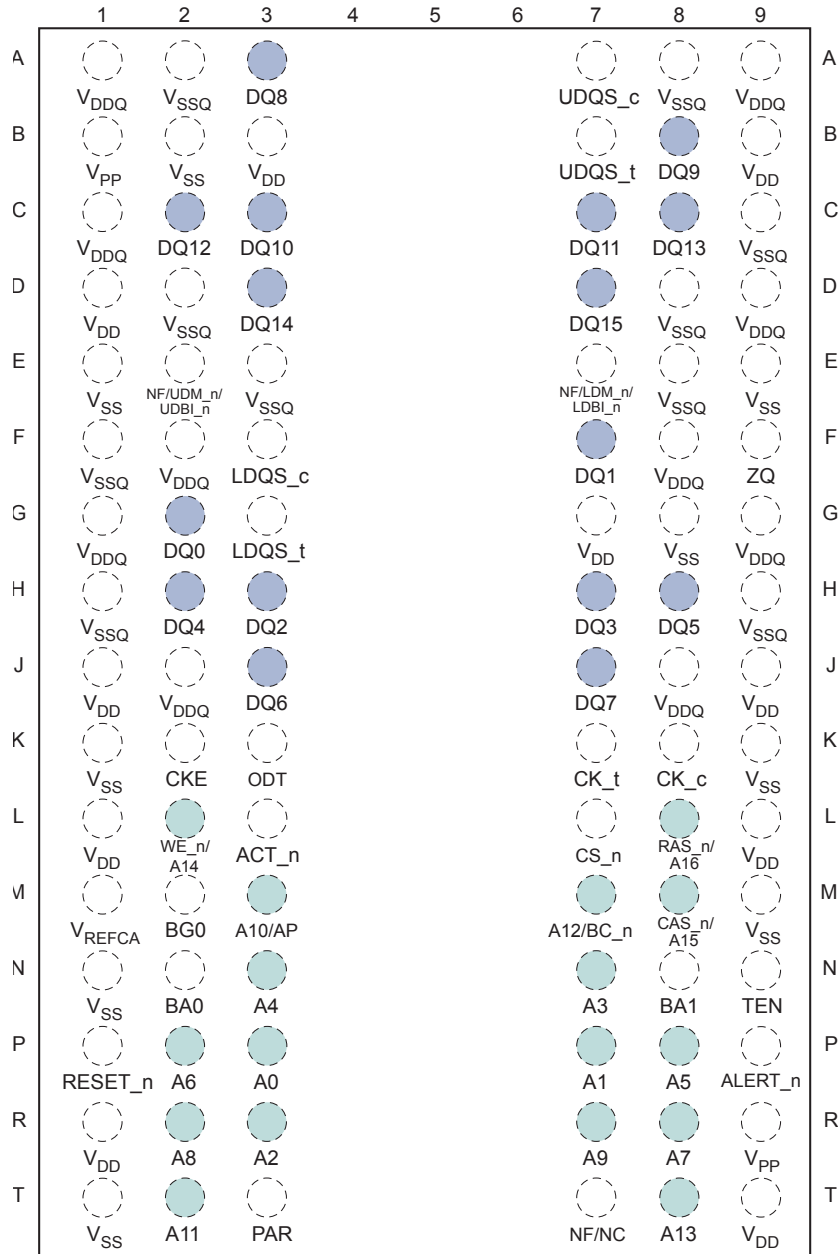 1 2 3 4 5 6 7 8 9
A A
VDDQ VSSQ DQ8 UDQS_c VSSQ VDDQ
B B
VPP VSS VDD UDQS_t DQ9 VDD
C C
VDDQ DQ12 DQ10 DQ11 DQ13 VSSQ
D D
VDD VSSQ DQ14 DQ15 VSSQ VDDQ
E E
VSS NF/UDM_n/ UDBI_n VSSQ NF/LDM_n/ LDBI_n VSSQ VSS
F F
VSSQ VDDQ LDQS_c DQ1 VDDQ ZQ
G G
VDDQ DQ0 LDQS_t VDD VSS VDDQ
H H
VSSQ DQ4 DQ2 DQ3 DQ5 VSSQ
J J
VDD VDDQ DQ6 DQ7 VDDQ VDD
K K
VSS CKE ODT CK_t CK_c VSS
L L
VDD WE_n/ A14 ACT_n CS_n RAS_n/ A16 VDD
M M
VREFCA BG0 A10/AP A12/BC_n CAS_n/ A15 VSS
N N
VSS BA0 A4 A3 BA1 TEN
P P
RESET_n A6 A0 A1 A5 ALERT_n
R R
VDD A8 A2 A9 A7 VPP
T T
VSS A11 PAR NF/NC A13 VDD